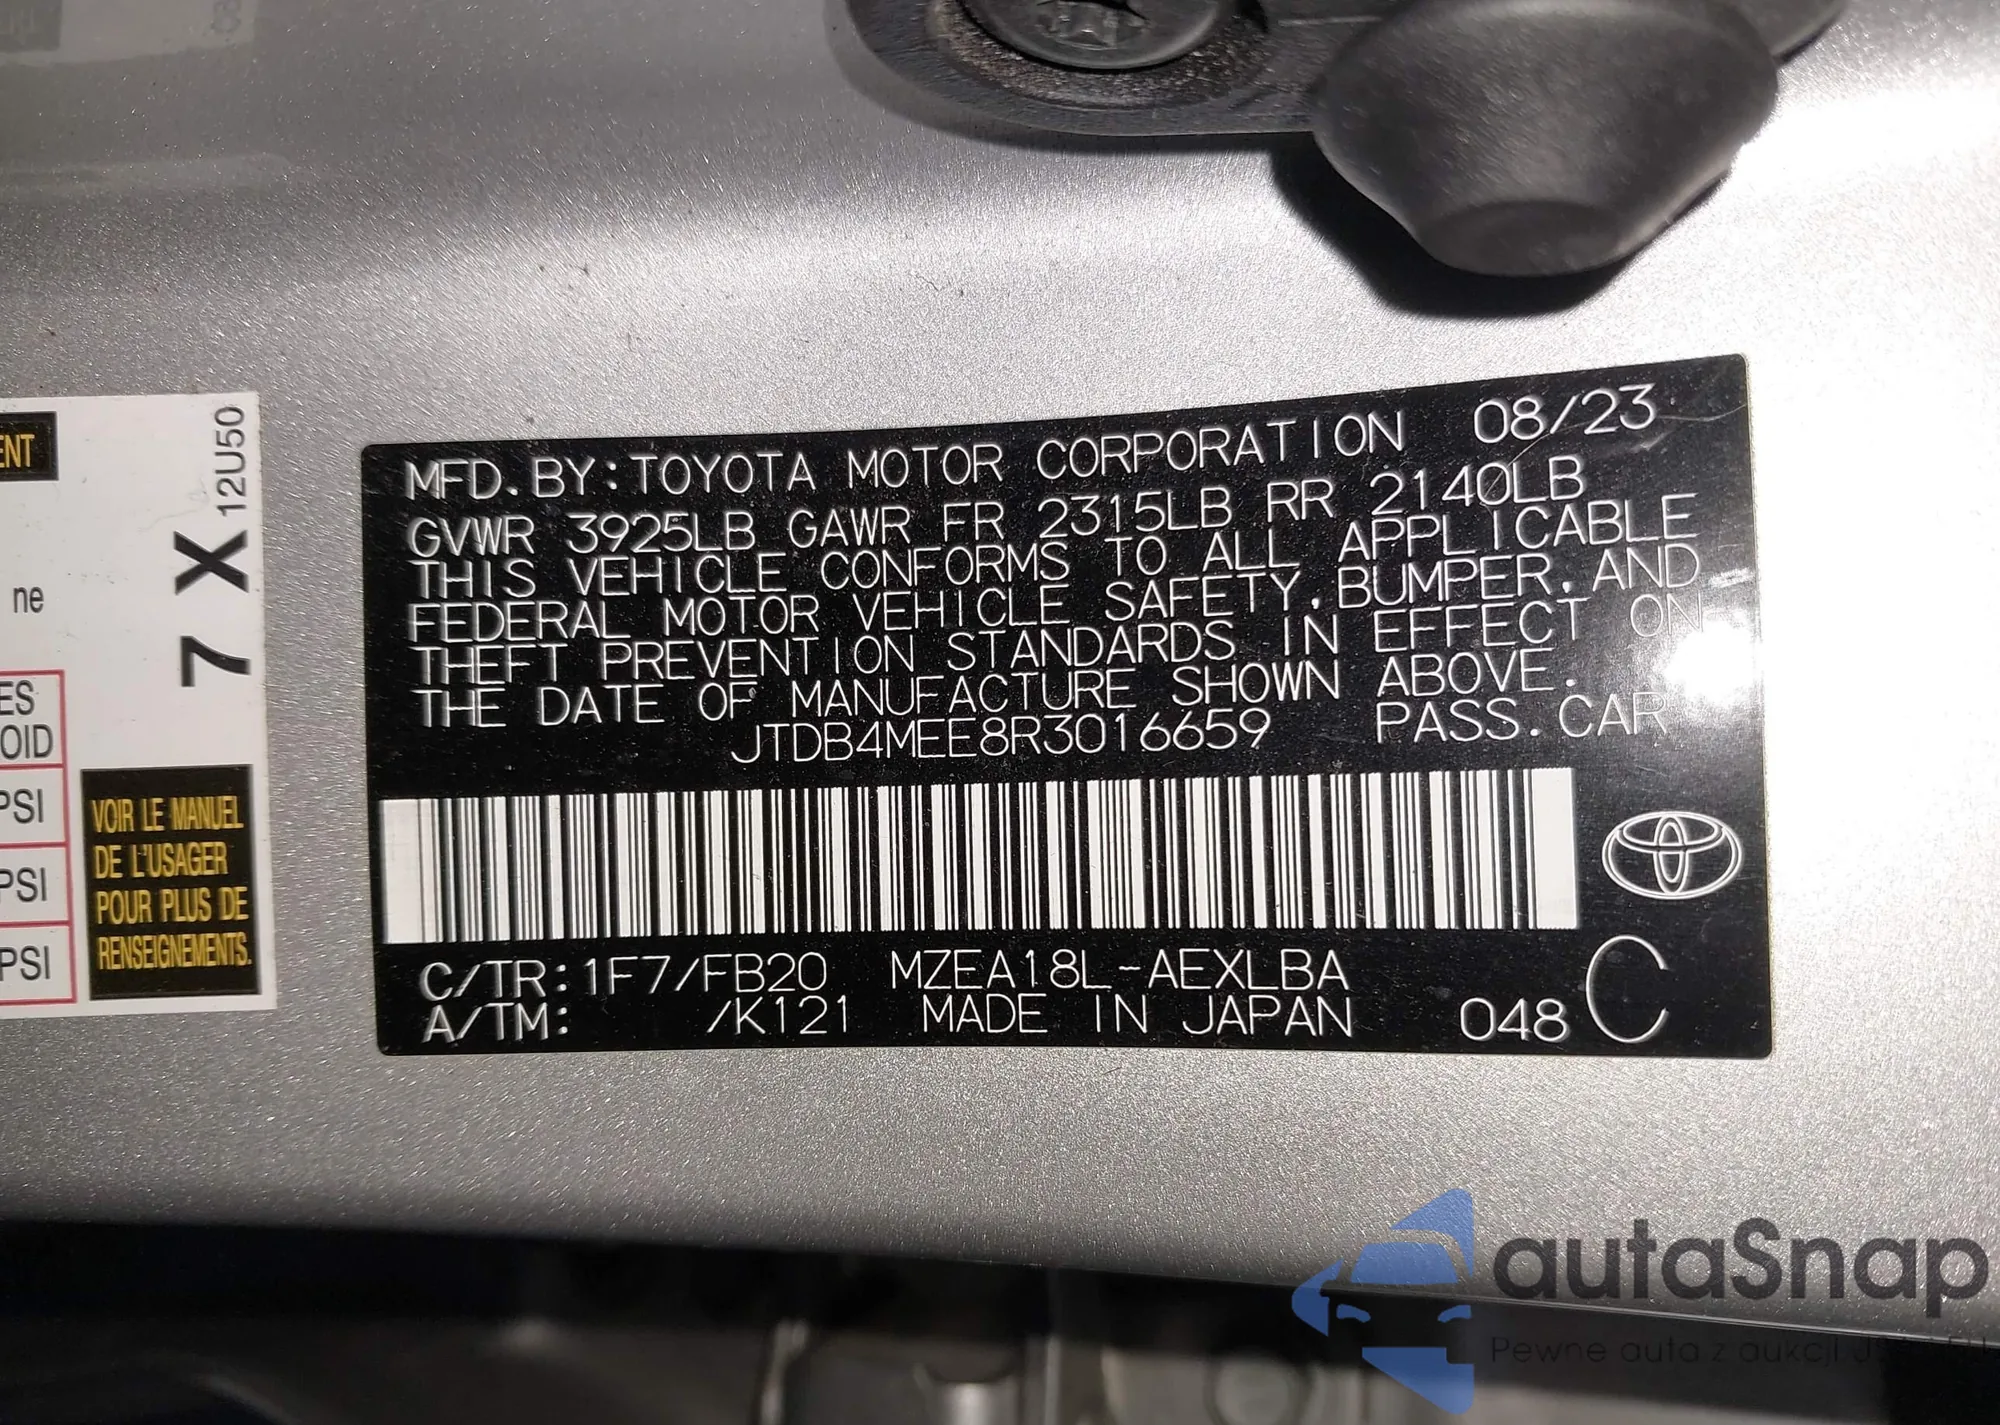 ENT
7 X
12U50
ne
ES
OID
PSI
PSI
PSI
VOIR LE MANUEL
DE L'USAGER
POUR PLUS DE
RENSEIGNEMENTS.
MFD. BY: TOYOTA MOTOR CORPORATION 08/23
GVWR 3925LB GAWR FR 2315LB RR 2140LB
THIS VEHICLE CONFORMS TO ALL APPLICABLE
FEDERAL MOTOR VEHICLE SAFETY, BUMPER, AND
THEFT PREVENTION STANDARDS IN EFFECT ON
THE DATE OF MANUFACTURE SHOWN ABOVE.
JTDB4MEE8R3016659 PASS. CAR
C/TR: 1F7/FB20 MZEA18L-AEXLBA
A/TM: /K121 MADE IN JAPAN 048 C
autaSnap
Pewne auta z aukcji